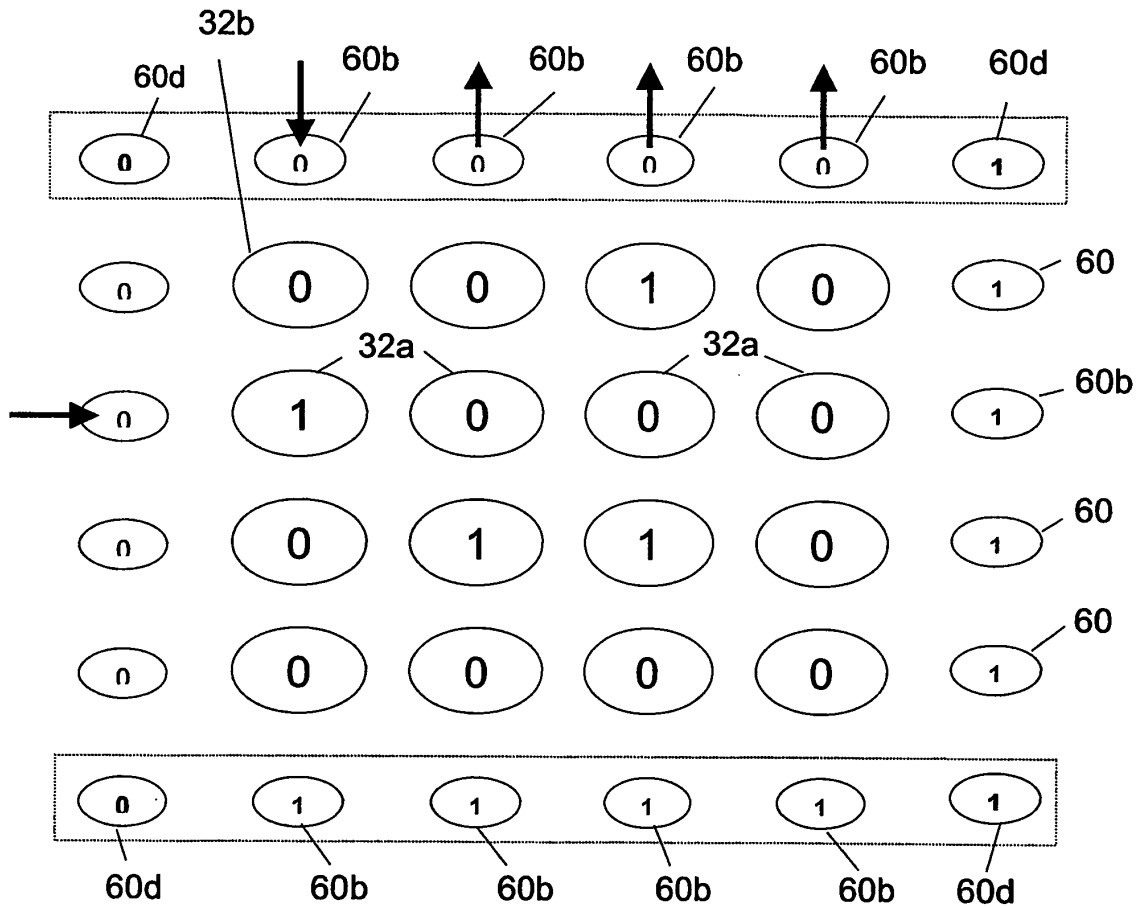 32b
60d 60b 60b 60b 60b 60d
0 0 0 0 0 1
0 0 0 1 0 1 60
32a 32a
0 1 0 0 0 1 60b
0 0 1 1 0 1 60
0 0 0 0 0 1 60
0 1 1 1 1 1
60d 60b 60b 60b 60b 60d